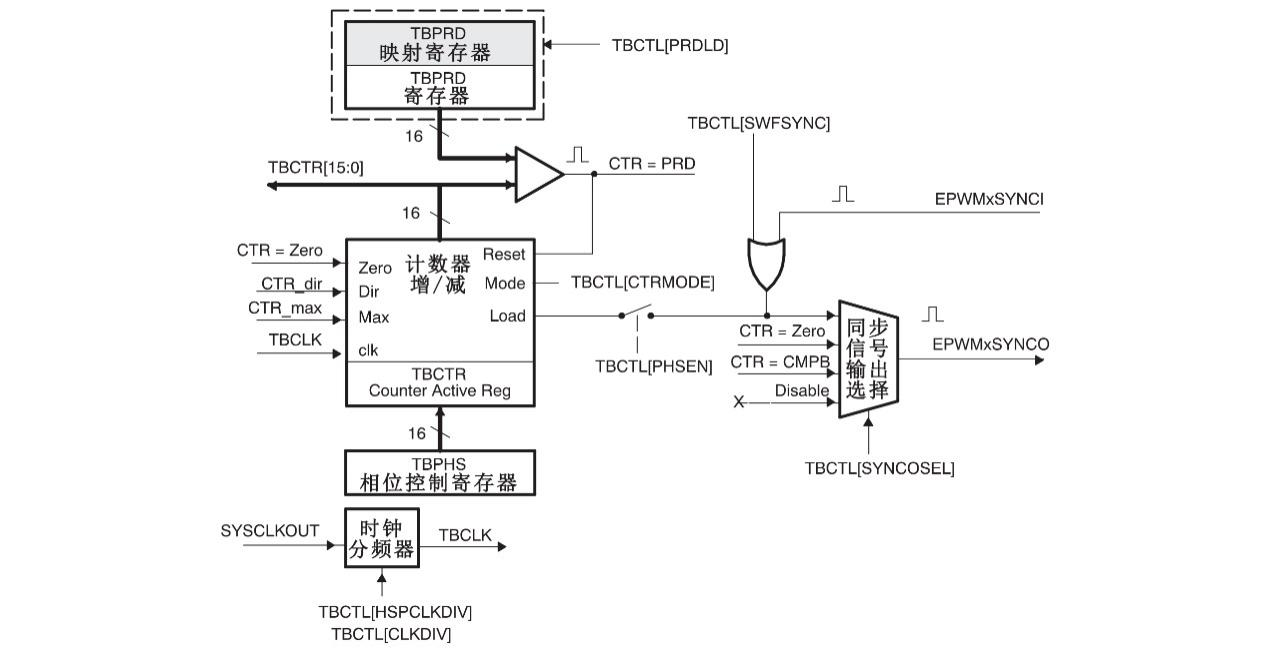 TBPRD
映射寄存器
TBCTL[PRDLD]
TBPRD
寄存器
16
TBCTL[SWFSYNC]
TBCTR[15:0]
CTR = PRD
EPWMxSYNCI
16
CTR = Zero
CTR_dir
CTR_max
TBCLK
Zero
Dir
Max
clk
计数器
增/减
Reset
Mode
Load
TBCTL[CTRMODE]
TBCTR
Counter Active Reg
TBCTL[PHSEN]
CTR = Zero
CTR = CMPB
Disable
X
同步
信号
输出
选择
EPWMxSYNCO
TBCTL[SYNCOSEL]
16
TBPHS
相位控制寄存器
SYSCLKOUT
时钟
分频器
TBCLK
TBCTL[HSPCLKDIV]
TBCTL[CLKDIV]